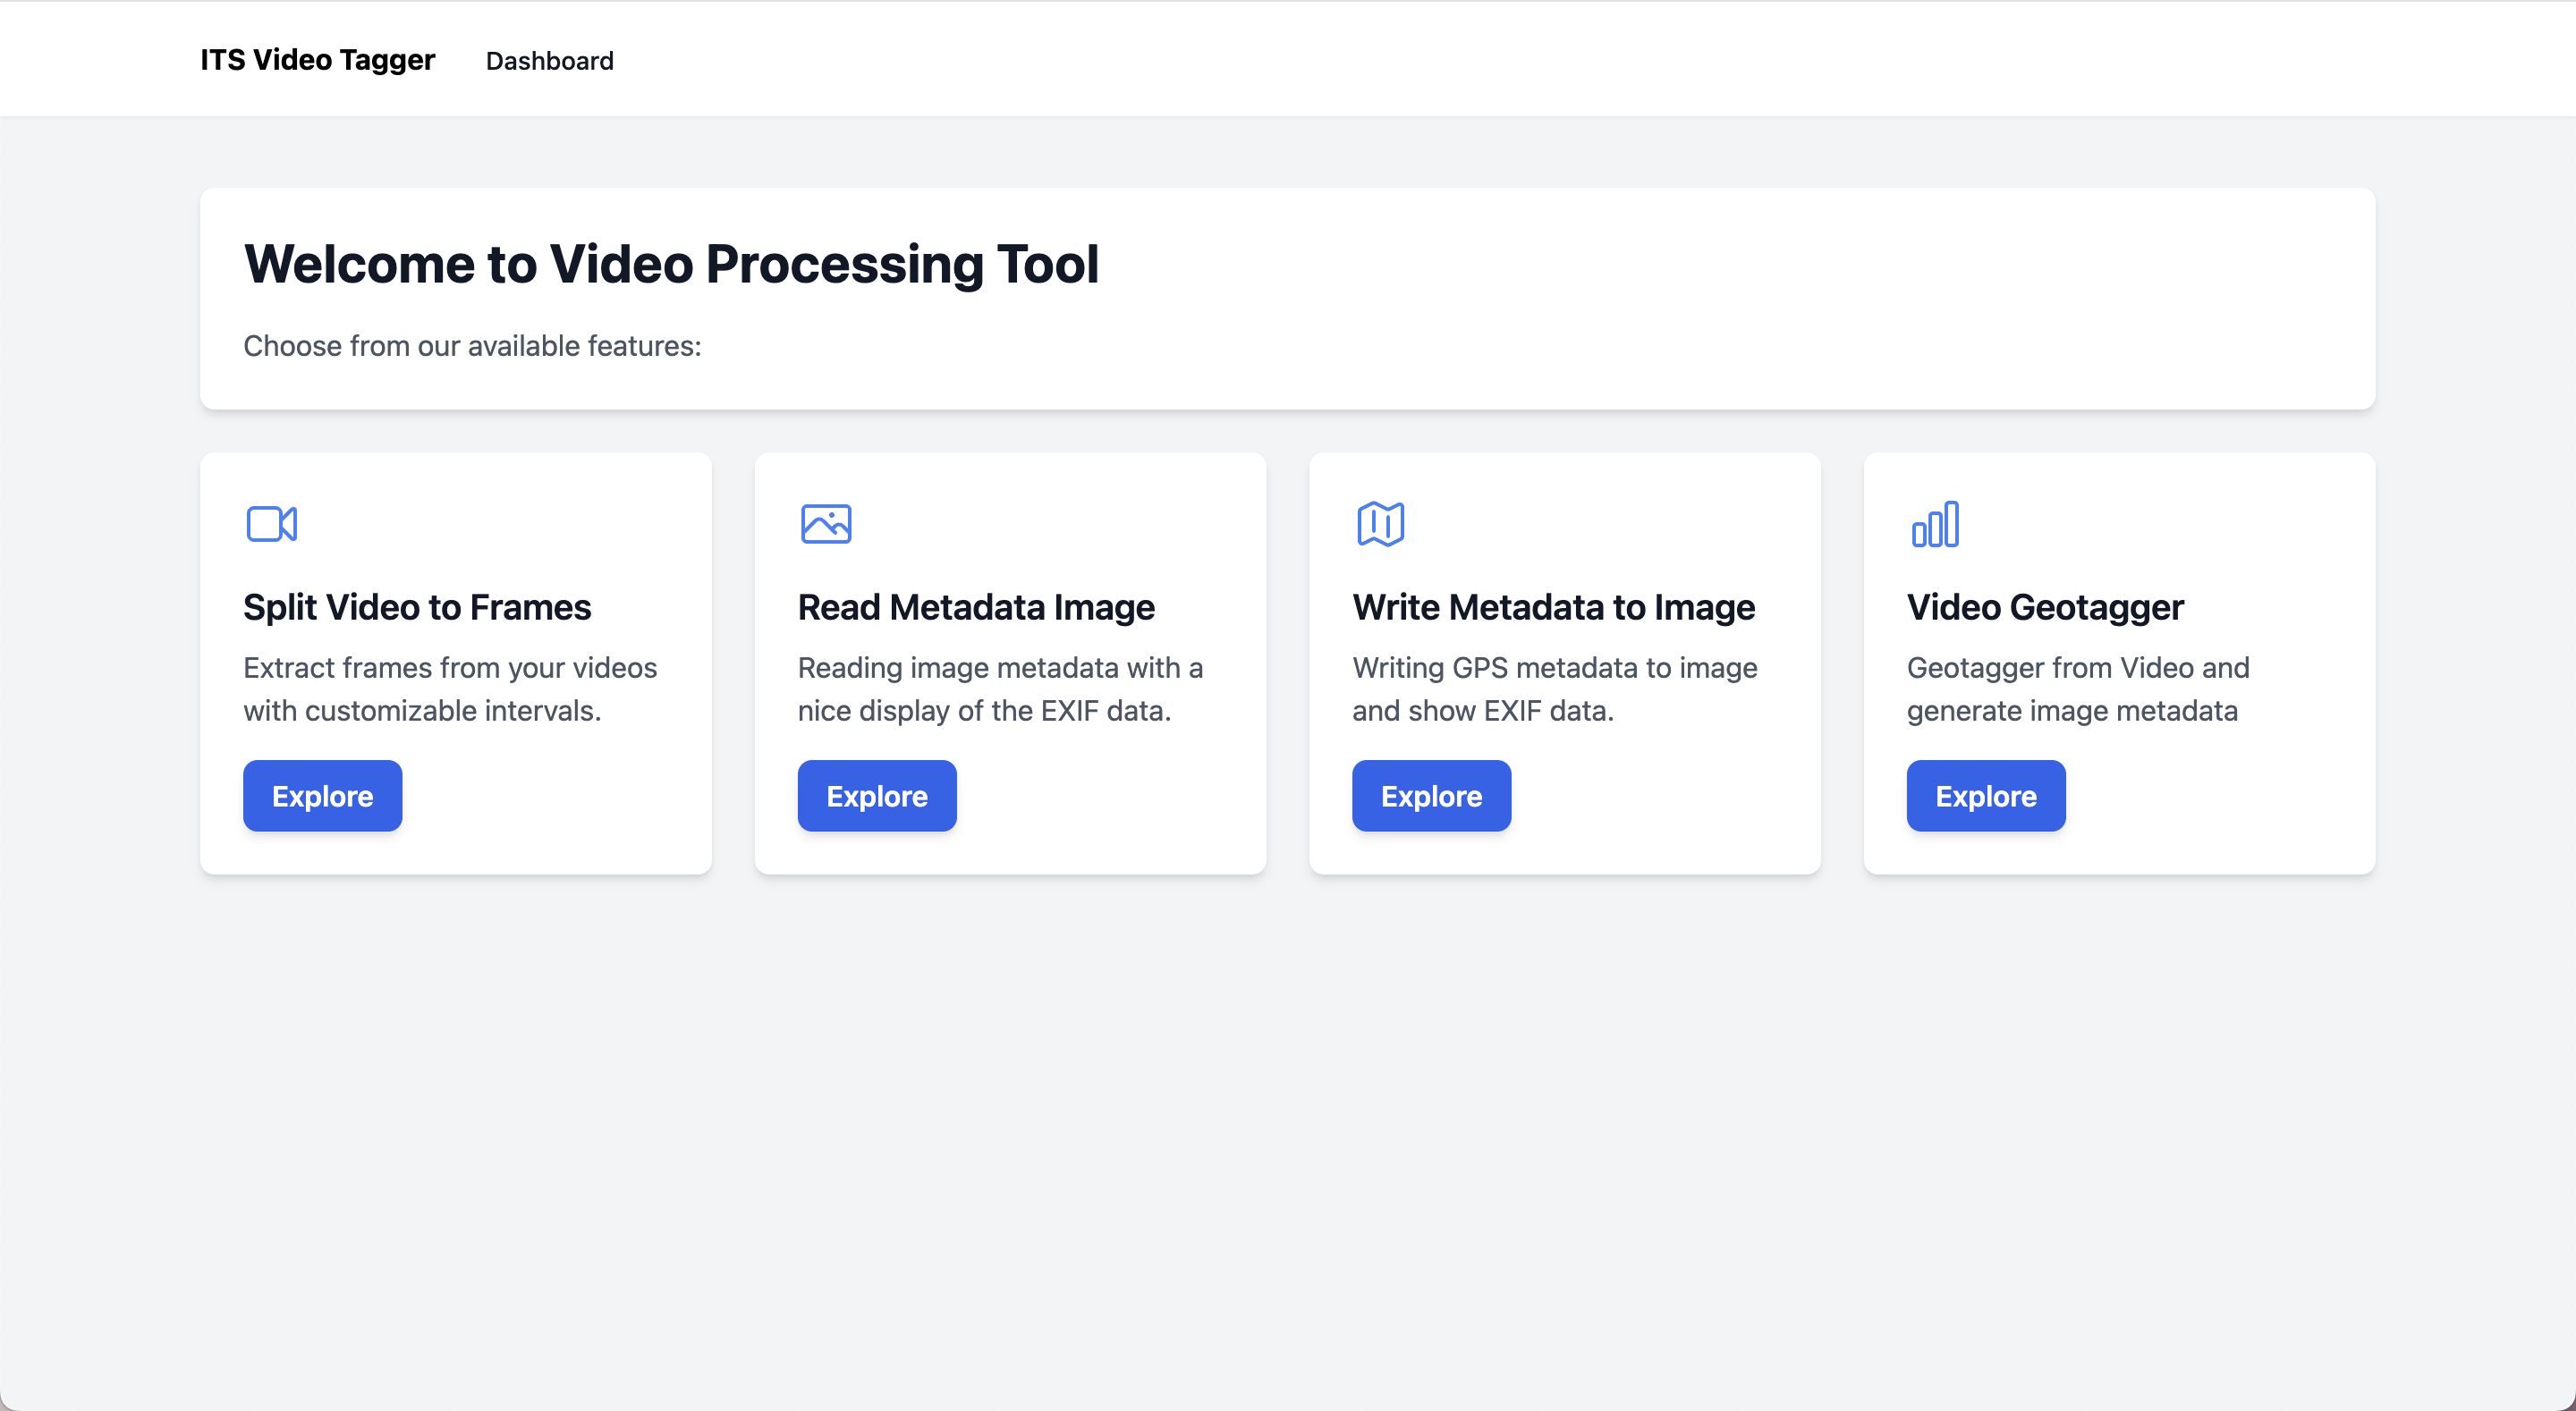 ITS Video Tagger Dashboard
Welcome to Video Processing Tool
Choose from our available features:
Split Video to Frames
Extract frames from your videos
with customizable intervals.
Explore
Read Metadata Image
Reading image metadata with a
nice display of the EXIF data.
Explore
Write Metadata to Image
Writing GPS metadata to image
and show EXIF data.
Explore
Video Geotagger
Geotagger from Video and
generate image metadata
Explore